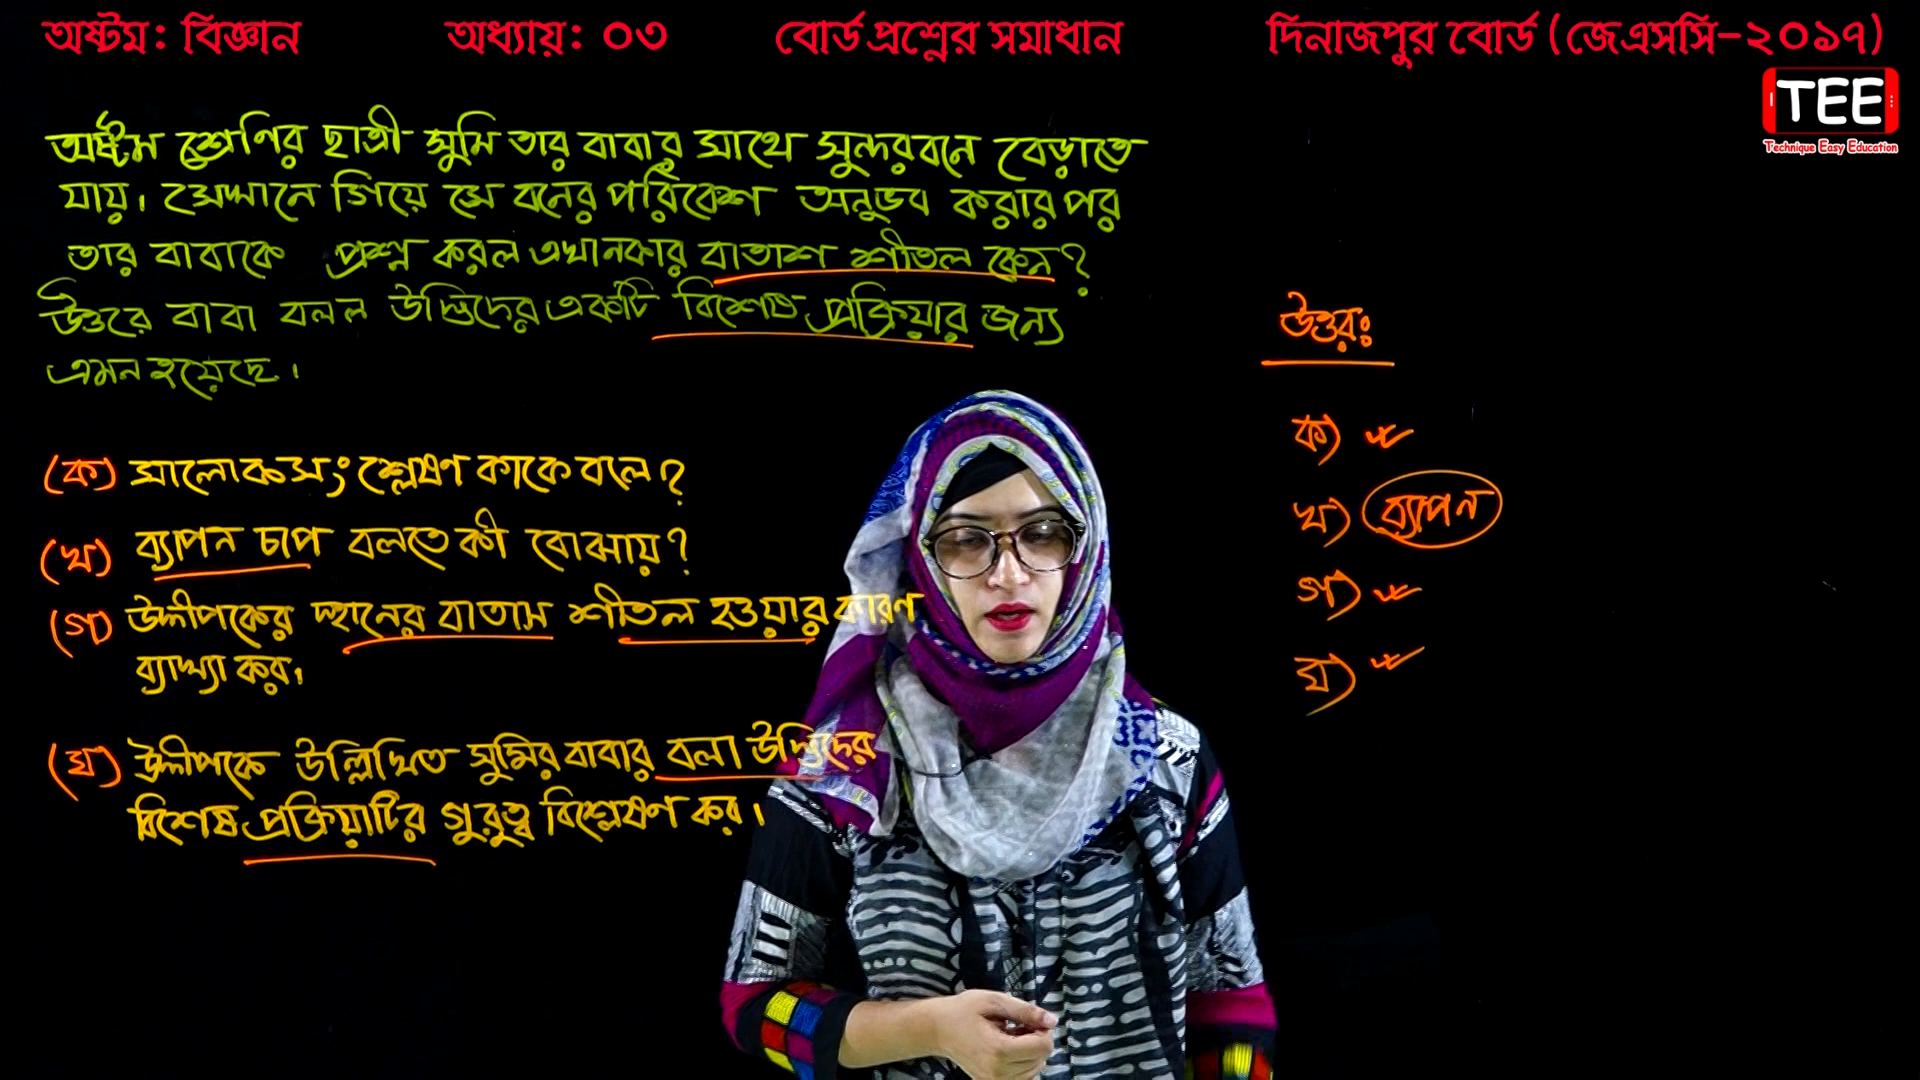 অষ্টম: বিজ্ঞান অধ্যায়: ০৩ বোর্ড প্রশ্নের সমাধান দিনাজপুর বোর্ড (জেএসসি-২০১৭)
TEE
Technique Easy Education
অষ্টম শ্রেণির ছাত্রী সুমি তার বাবার সাথে সুন্দরবনে বেড়াতে
যায়। সেখানে গিয়ে সে বনের পরিবেশ অনুভব করার পর
তার বাবাকে প্রশ্ন করল এখানকার বাতাশ শীতল কেন?
উত্তরে বাবা বলল উদ্ভিদের একটি বিশেষ প্রক্রিয়ার জন্য
এমন হয়েছে।
(ক) সালোকসংশ্লেষণ কাকে বলে?
(খ) ব্যাপন চাপ বলতে কী বোঝায়?
(গ) উদ্দীপকের স্থানের বাতাস শীতল হওয়ার কারণ
ব্যাখ্যা কর।
(ঘ) উদ্দীপকে উল্লিখিত সুমির বাবার বলা উদ্ভিদের
বিশেষ প্রক্রিয়াটির গুরুত্ব বিশ্লেষণ কর।
উত্তরঃ
ক)
খ) ব্যাপন
গ)
ঘ)